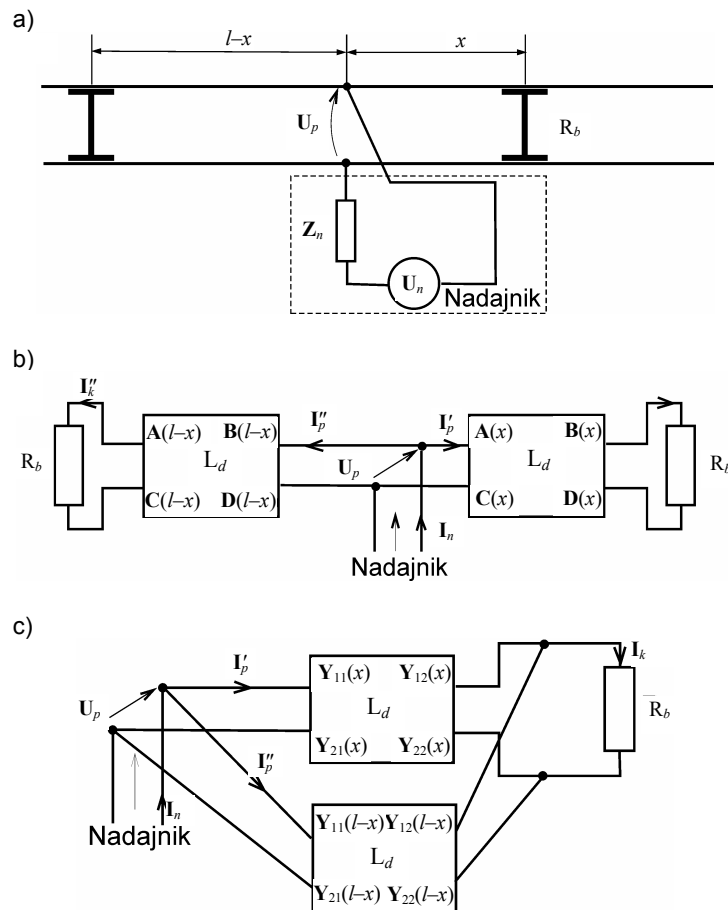 a)
l–x
x
U_p
R_b
Z_n
U_n
Nadajnik
b)
I″_k
I″_p
I′_p
A(l–x) B(l–x)
A(x) B(x)
R_b
L_d
U_p
L_d
C(l–x) D(l–x)
C(x) D(x)
I_n
Nadajnik
c)
I′_p
Y_11(x) Y_12(x)
I_k
U_p
L_d
R_b
Y_21(x) Y_22(x)
I″_p
I_n
Nadajnik
Y_11(l–x) Y_12(l–x)
L_d
Y_21(l–x) Y_22(l–x)